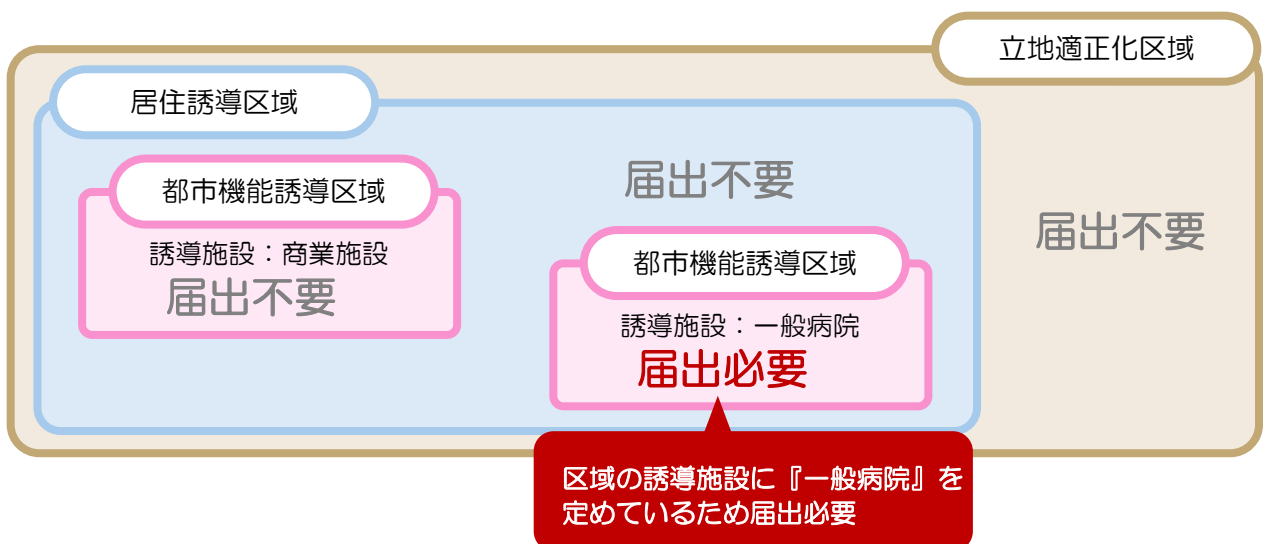 立地適正化区域
居住誘導区域
都市機能誘導区域
誘導施設：商業施設
届出不要
届出不要
都市機能誘導区域
誘導施設：一般病院
届出必要
届出不要
区域の誘導施設に『一般病院』を
定めているため届出必要